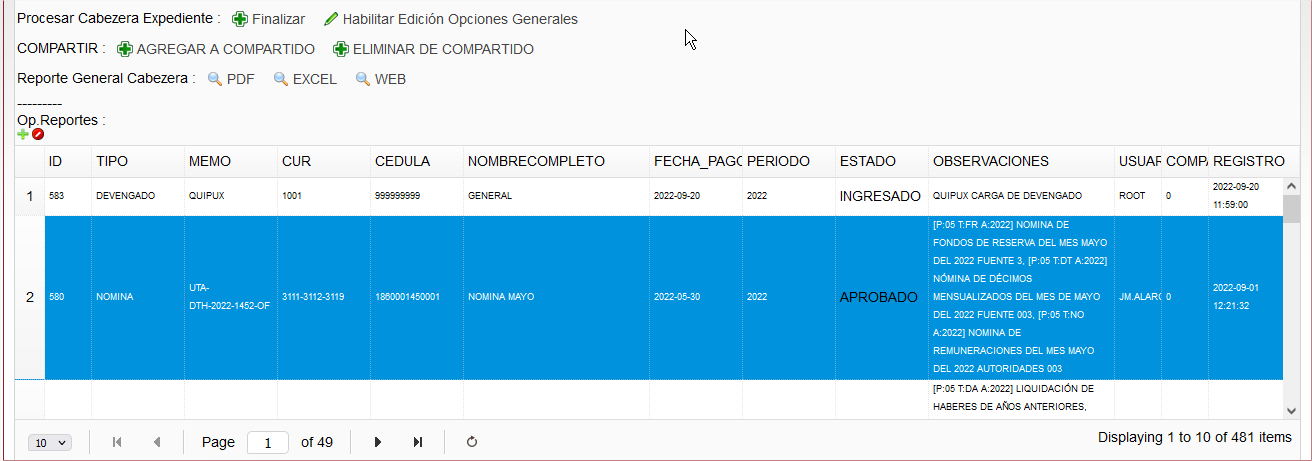 Procesar Cabezera Expediente : Finalizar Habilitar Edición Opciones Generales
COMPARTIR : AGREGAR A COMPARTIDO ELIMINAR DE COMPARTIDO
Reporte General Cabezera : PDF EXCEL WEB
---------
Op.Reportes :
ID TIPO MEMO CUR CEDULA NOMBRECOMPLETO FECHA_PAGO PERIODO ESTADO OBSERVACIONES USUAR COMPA REGISTRO
1 583 DEVENGADO QUIPUX 1001 999999999 GENERAL 2022-09-20 2022 INGRESADO QUIPUX CARGA DE DEVENGADO ROOT 0 2022-09-20
11:59:00
[P:05 T:FR A:2022] NOMINA DE
FONDOS DE RESERVA DEL MES MAYO
DEL 2022 FUENTE 3, [P:05 T:DT A:2022]
NÓMINA DE DÉCIMOS
2 580 NOMINA UTA-
DTH-2022-1452-OF 3111-3112-3119 1860001450001 NOMINA MAYO 2022-05-30 2022 APROBADO MENSUALIZADOS DEL MES DE MAYO JM.ALARC 0 2022-09-01
12:21:32
DEL 2022 FUENTE 003, [P:05 T:NO
A:2022] NOMINA DE
REMUNERACIONES DEL MES MAYO
DEL 2022 AUTORIDADES 003
[P:05 T:DA A:2022] LIQUIDACIÓN DE
HABERES DE AÑOS ANTERIORES,
10 Page 1 of 49 Displaying 1 to 10 of 481 items